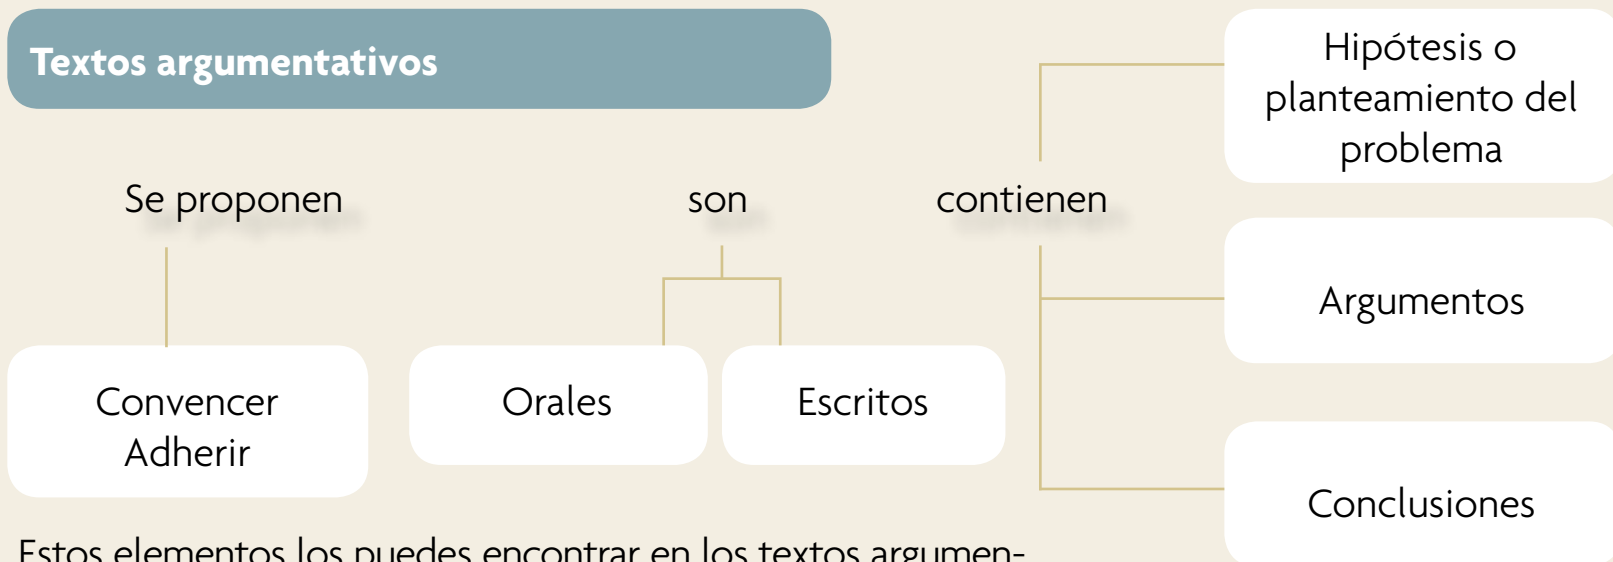 Textos argumentativos
Se proponen
Convencer
Adherir
son
Orales
Escritos
contienen
Hipótesis o
planteamiento del
problema
Argumentos
Conclusiones
Estos elementos los puedes encontrar en los textos argumen-